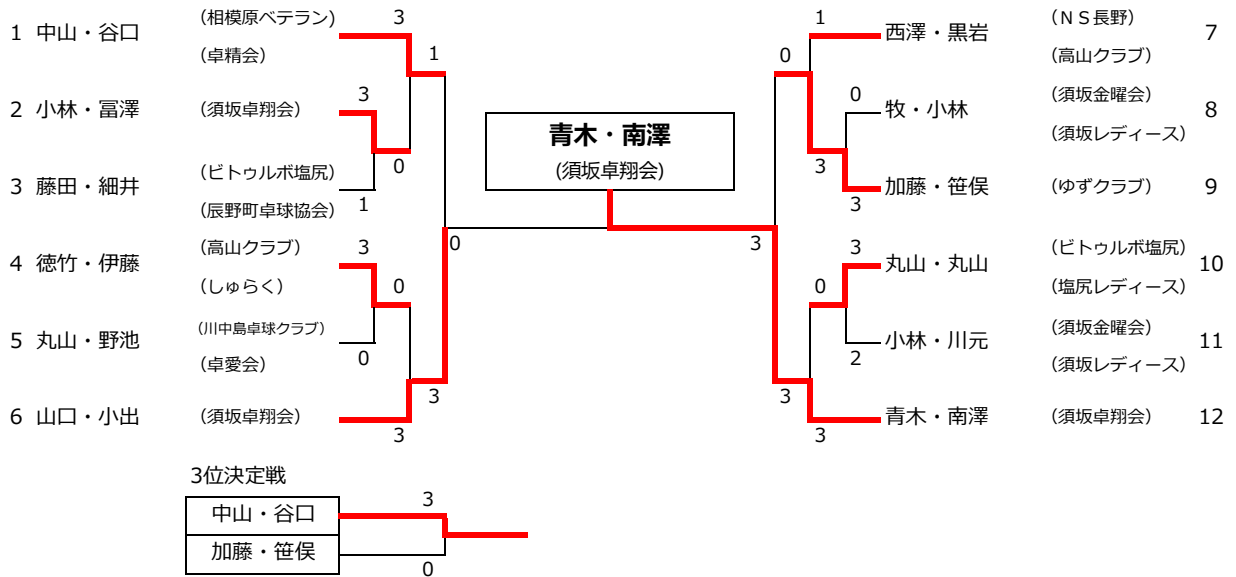 3
1
(相模原ベテラン)
(NS長野)
1 中山・谷口
西澤・黒岩
7
(卓精会)
1
0
(高山クラブ)
3
0
(須坂金曜会)
2 小林・冨澤
(須坂卓翔会)
牧・小林
8
青木・南澤
(須坂レディース)
0
(須坂卓翔会)
3
(ビトゥルボ塩尻)
3 藤田・細井
加藤・笹俣
(ゆずクラブ)
9
(辰野町卓球協会)
1
3
(高山クラブ)
3
0
3
3
(ビトゥルボ塩尻)
4 徳竹・伊藤
丸山・丸山
10
(しゅらく)
0
0
(塩尻レディース)
(川中島卓球クラブ)
(須坂金曜会)
5 丸山・野池
小林・川元
11
(卓愛会)
0
2
(須坂レディース)
3
3
6 山口・小出
(須坂卓翔会)
青木・南澤
(須坂卓翔会)
12
3
3
3位決定戦
3
中山・谷口
加藤・笹俣
0